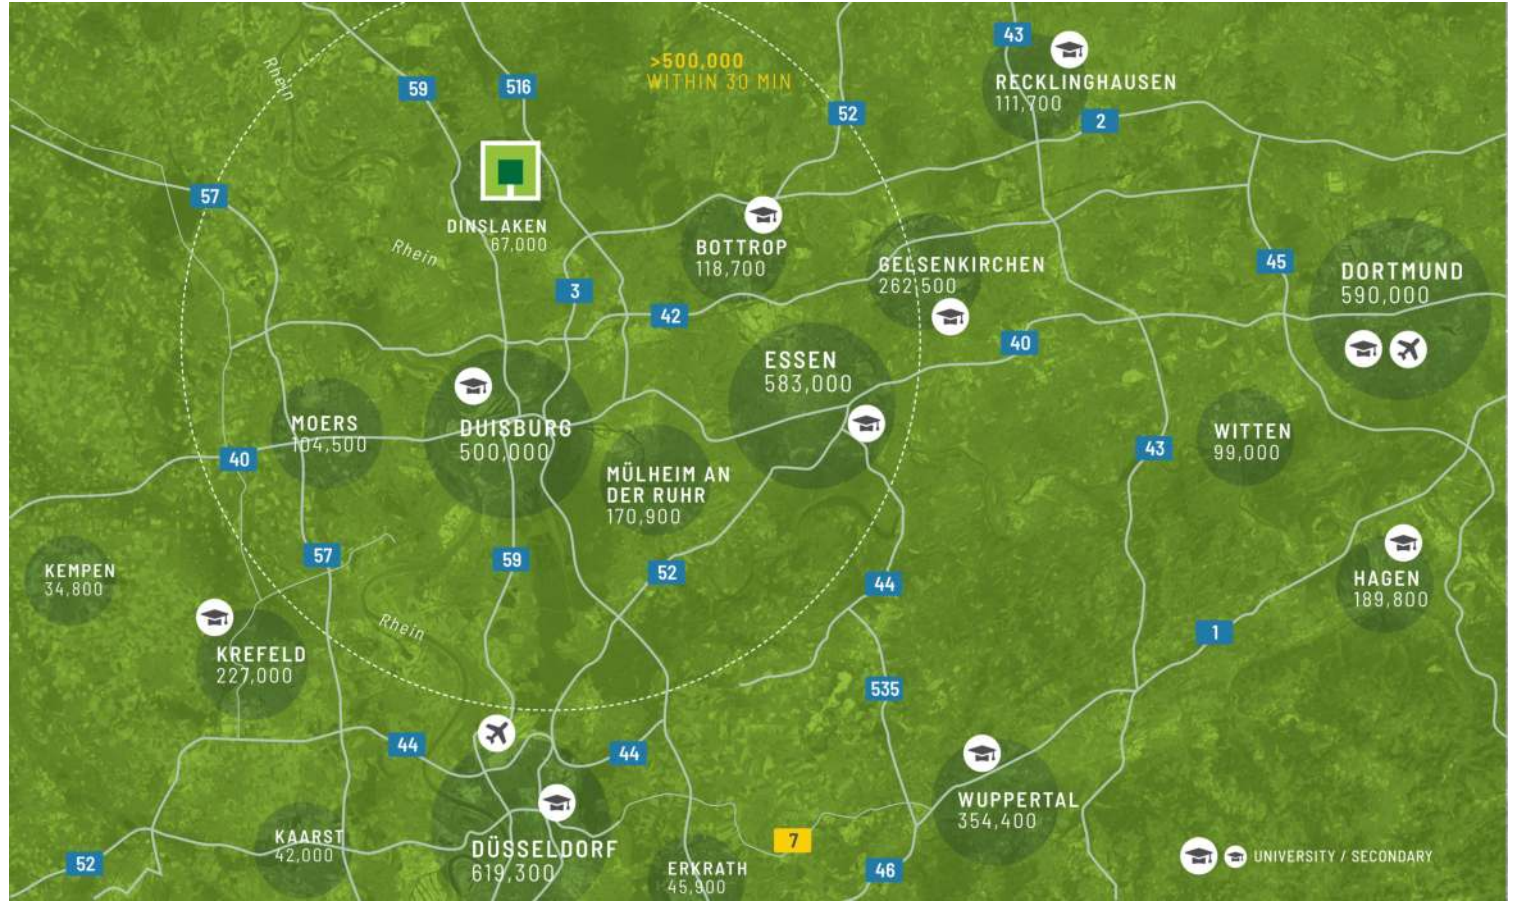 43
RECKLINGHAUSEN
111,700
>500,000
WITHIN 30 MIN
Rhein
59
516
52
2
57
DINSLAKEN
67,000
Rhein
BOTTROP
118,700
GELSENKIRCHEN
262,500
45
DORTMUND
590,000
3
42
40
ESSEN
583,000
MOERS
104,500
DUISBURG
500,000
40
MÜLHEIM AN
DER RUHR
170,900
43
WITTEN
99,000
57
59
52
44
KEMPEN
34,800
HAGEN
189,800
Rhein
1
KREFELD
227,000
535
44
44
WUPPERTAL
354,400
7
KAARST
42,000
DÜSSELDORF
619,300
52
ERKRATH
45,900
46
UNIVERSITY / SECONDARY